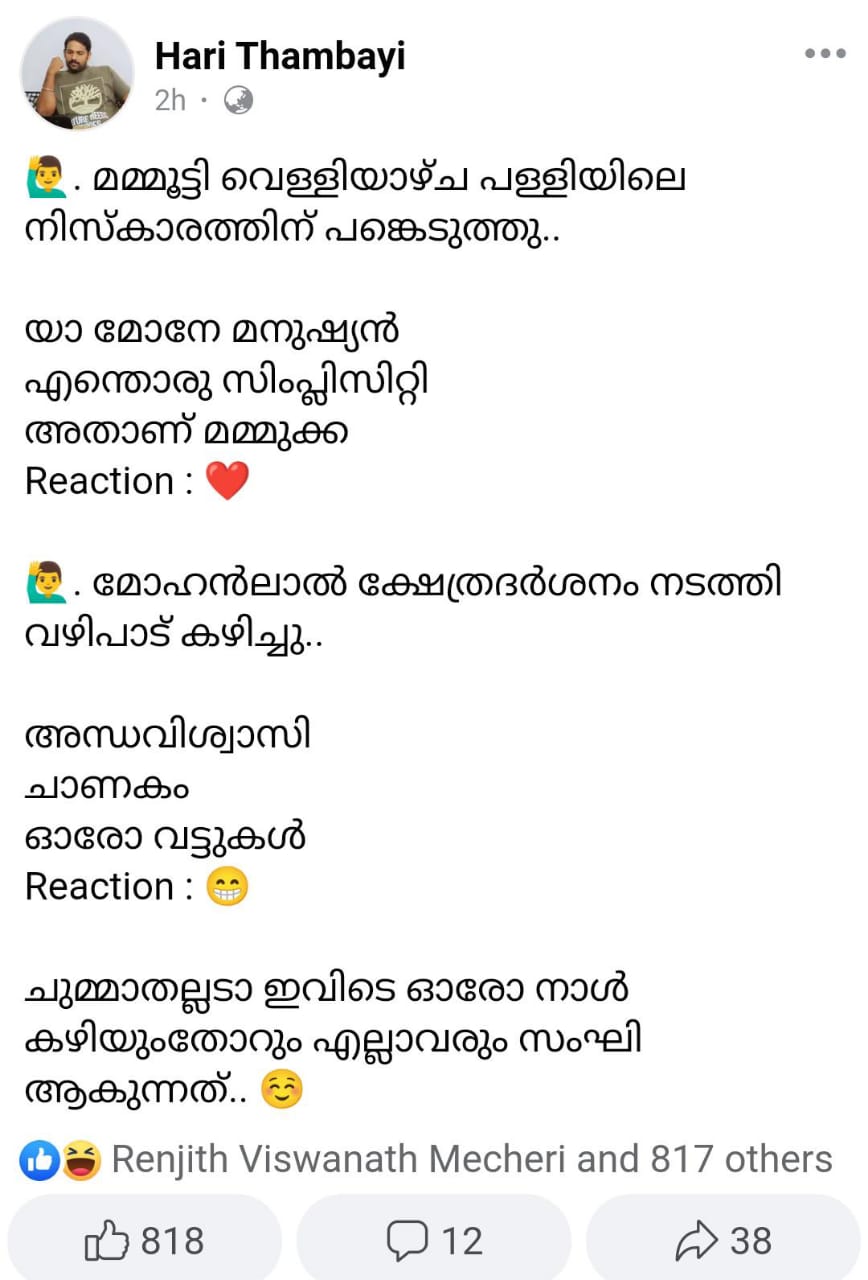 Hari Thambayi
2h ·
🙋‍♂️. മമ്മൂട്ടി വെള്ളിയാഴ്ച പള്ളിയിലെ
നിസ്കാരത്തിന് പങ്കെടുത്തു..
യാ മോനേ മനുഷ്യൻ
എന്തൊരു സിംപ്ലിസിറ്റി
അതാണ് മമ്മുക്ക
Reaction : ❤️
🙋‍♂️. മോഹൻലാൽ ക്ഷേത്രദർശനം നടത്തി
വഴിപാട് കഴിച്ചു..
അന്ധവിശ്വാസി
ചാണകം
ഓരോ വട്ടുകൾ
Reaction : 😁
ചുമ്മാതല്ലടാ ഇവിടെ ഓരോ നാൾ
കഴിയുംതോറും എല്ലാവരും സംഘി
ആകുന്നത്.. ☺️
Renjith Viswanath Mecheri and 817 others
818 12 38